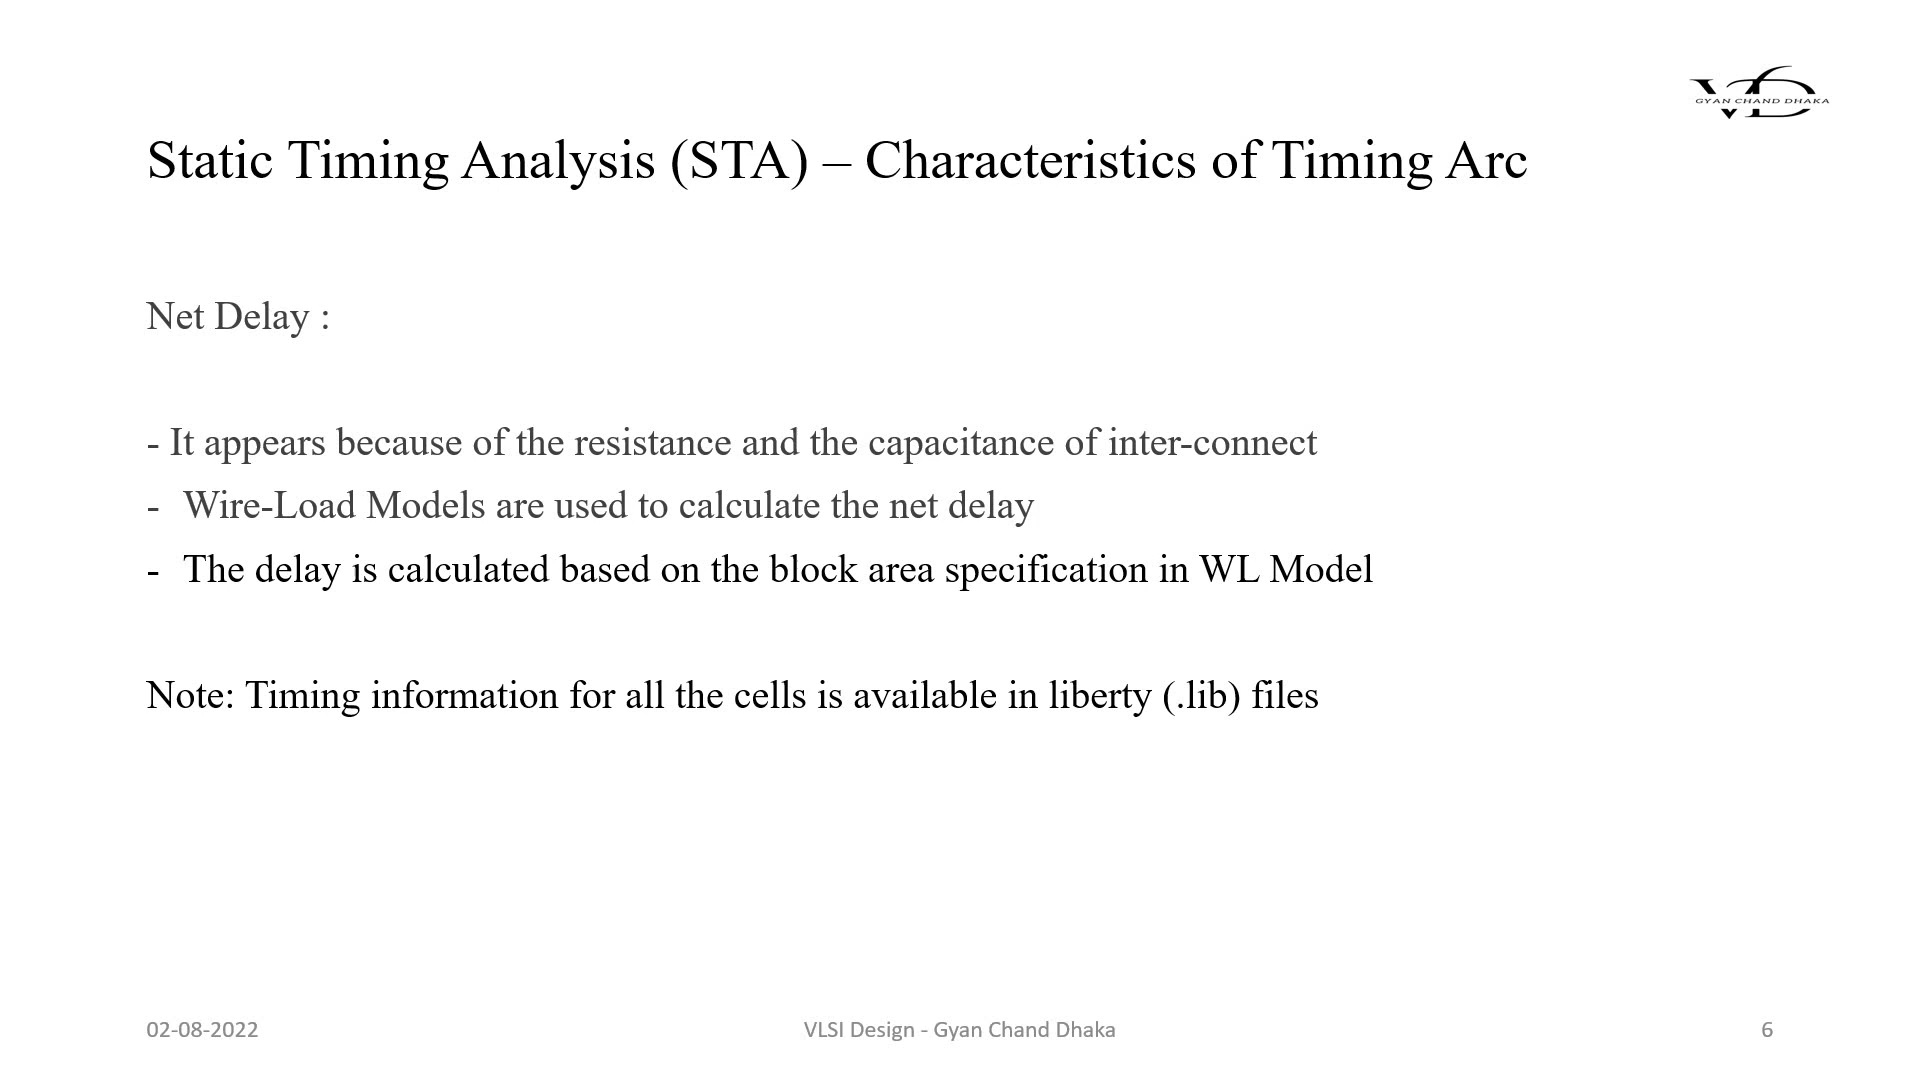 GYAN CHAND DHAKA
Static Timing Analysis (STA) – Characteristics of Timing Arc
Net Delay :
- It appears because of the resistance and the capacitance of inter-connect
- Wire-Load Models are used to calculate the net delay
- The delay is calculated based on the block area specification in WL Model
Note: Timing information for all the cells is available in liberty (.lib) files
02-08-2022
VLSI Design - Gyan Chand Dhaka
6